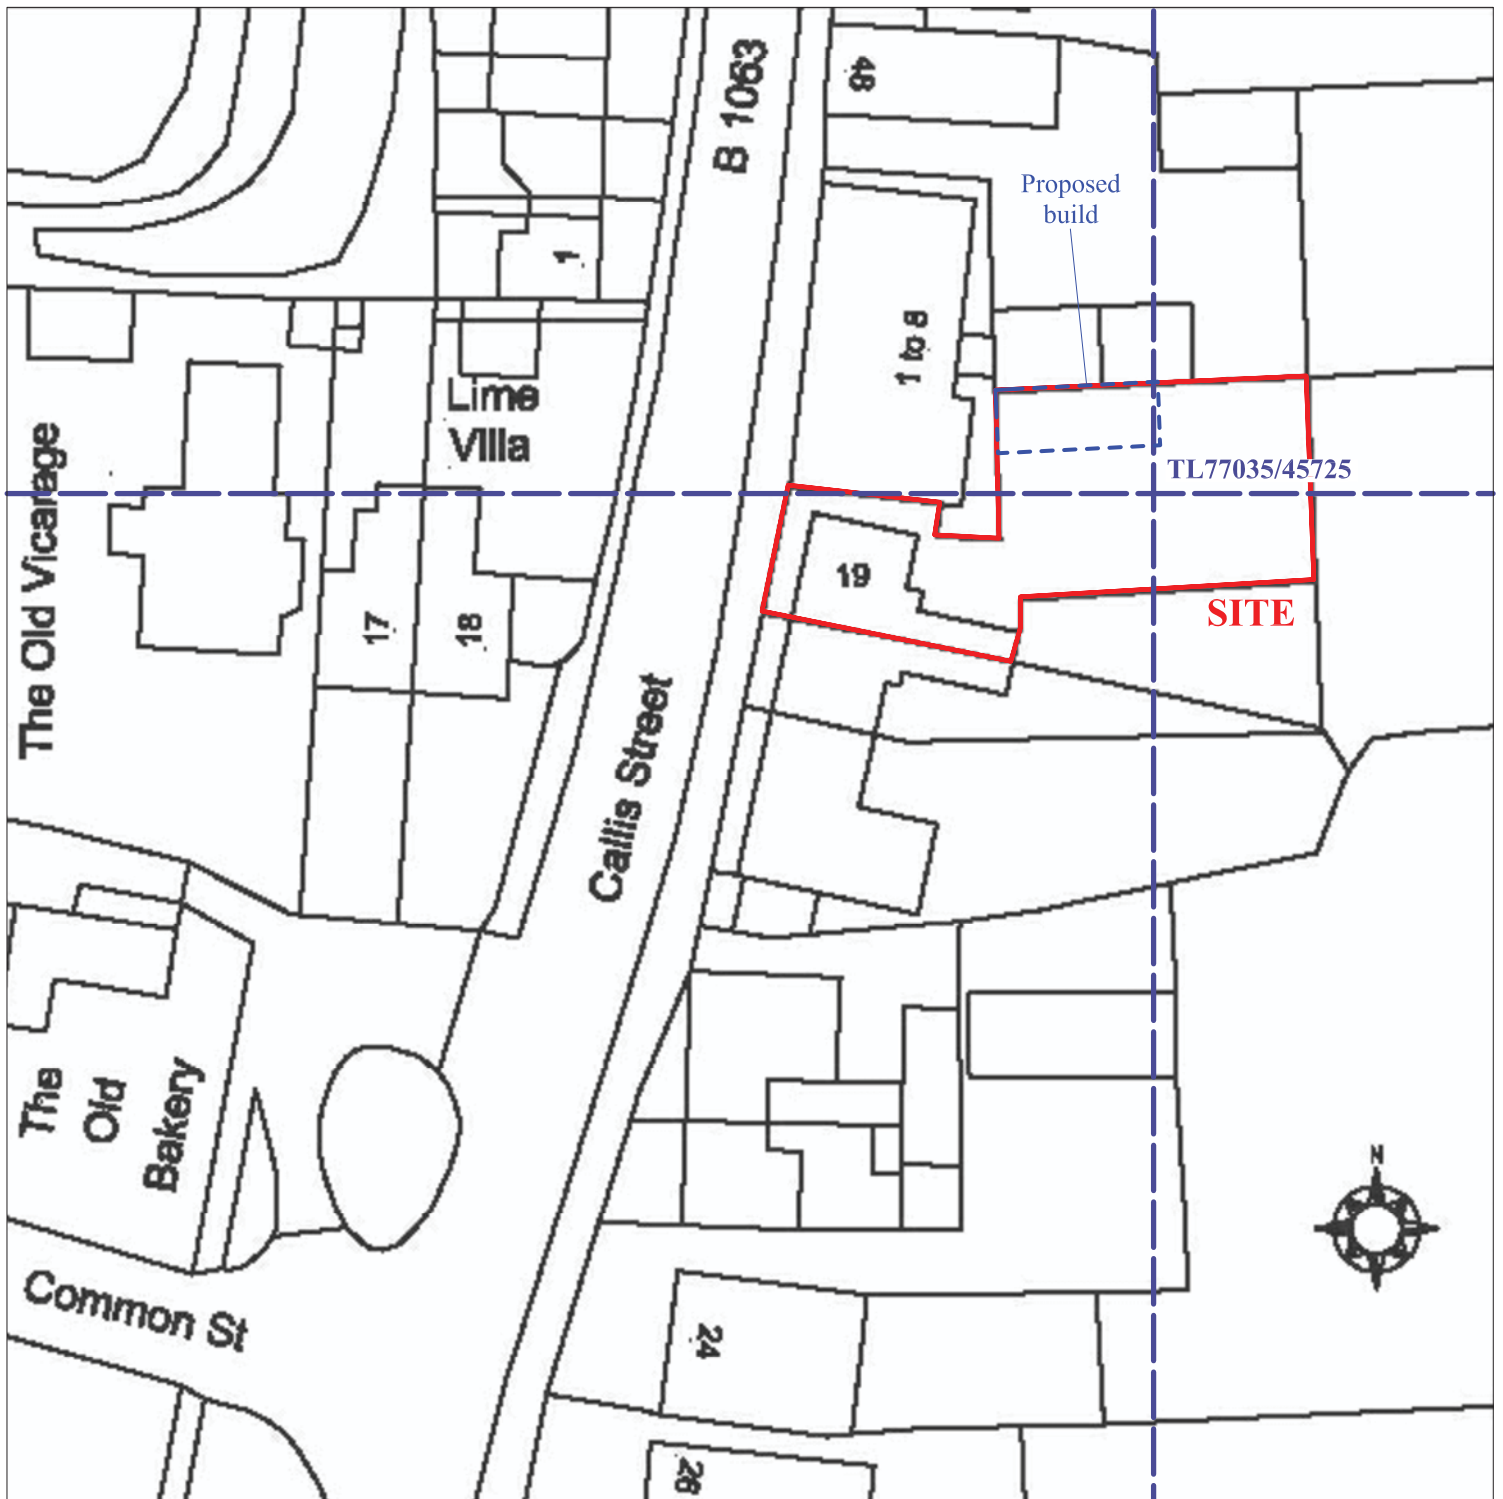 B 1063
48
Proposed
build
1
1 to 8
Lime
Villa
TL77035/45725
The Old Vicarage
19
SITE
17
18
Callis Street
The
Old
Bakery
N
Common St
24
26